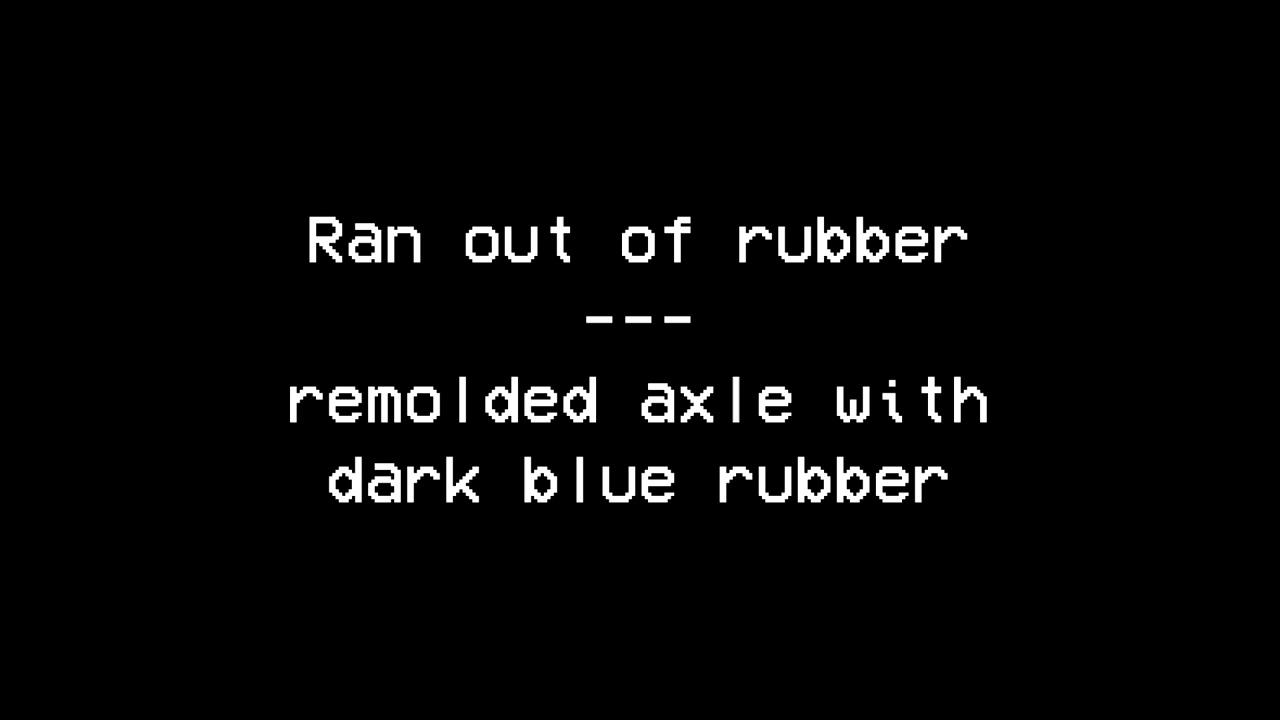 Ran out of rubber
---
remolded axle with
dark blue rubber